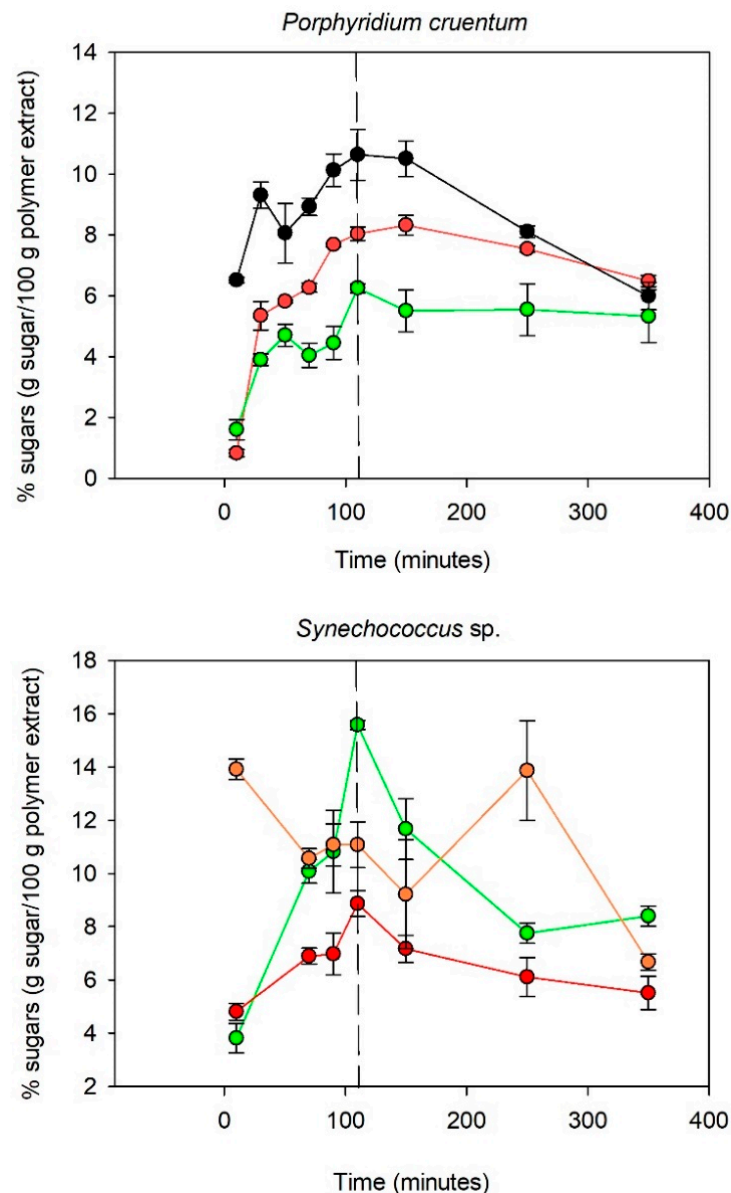 Porphyridium cruentum
14
12
10
8
6
4
2
0
% sugars (g sugar/100 g polymer extract)
0 100 200 300 400
Time (minutes)
Synechococcus sp.
18
16
14
12
10
8
6
4
2
% sugars (g sugar/100 g polymer extract)
0 100 200 300 400
Time (minutes)